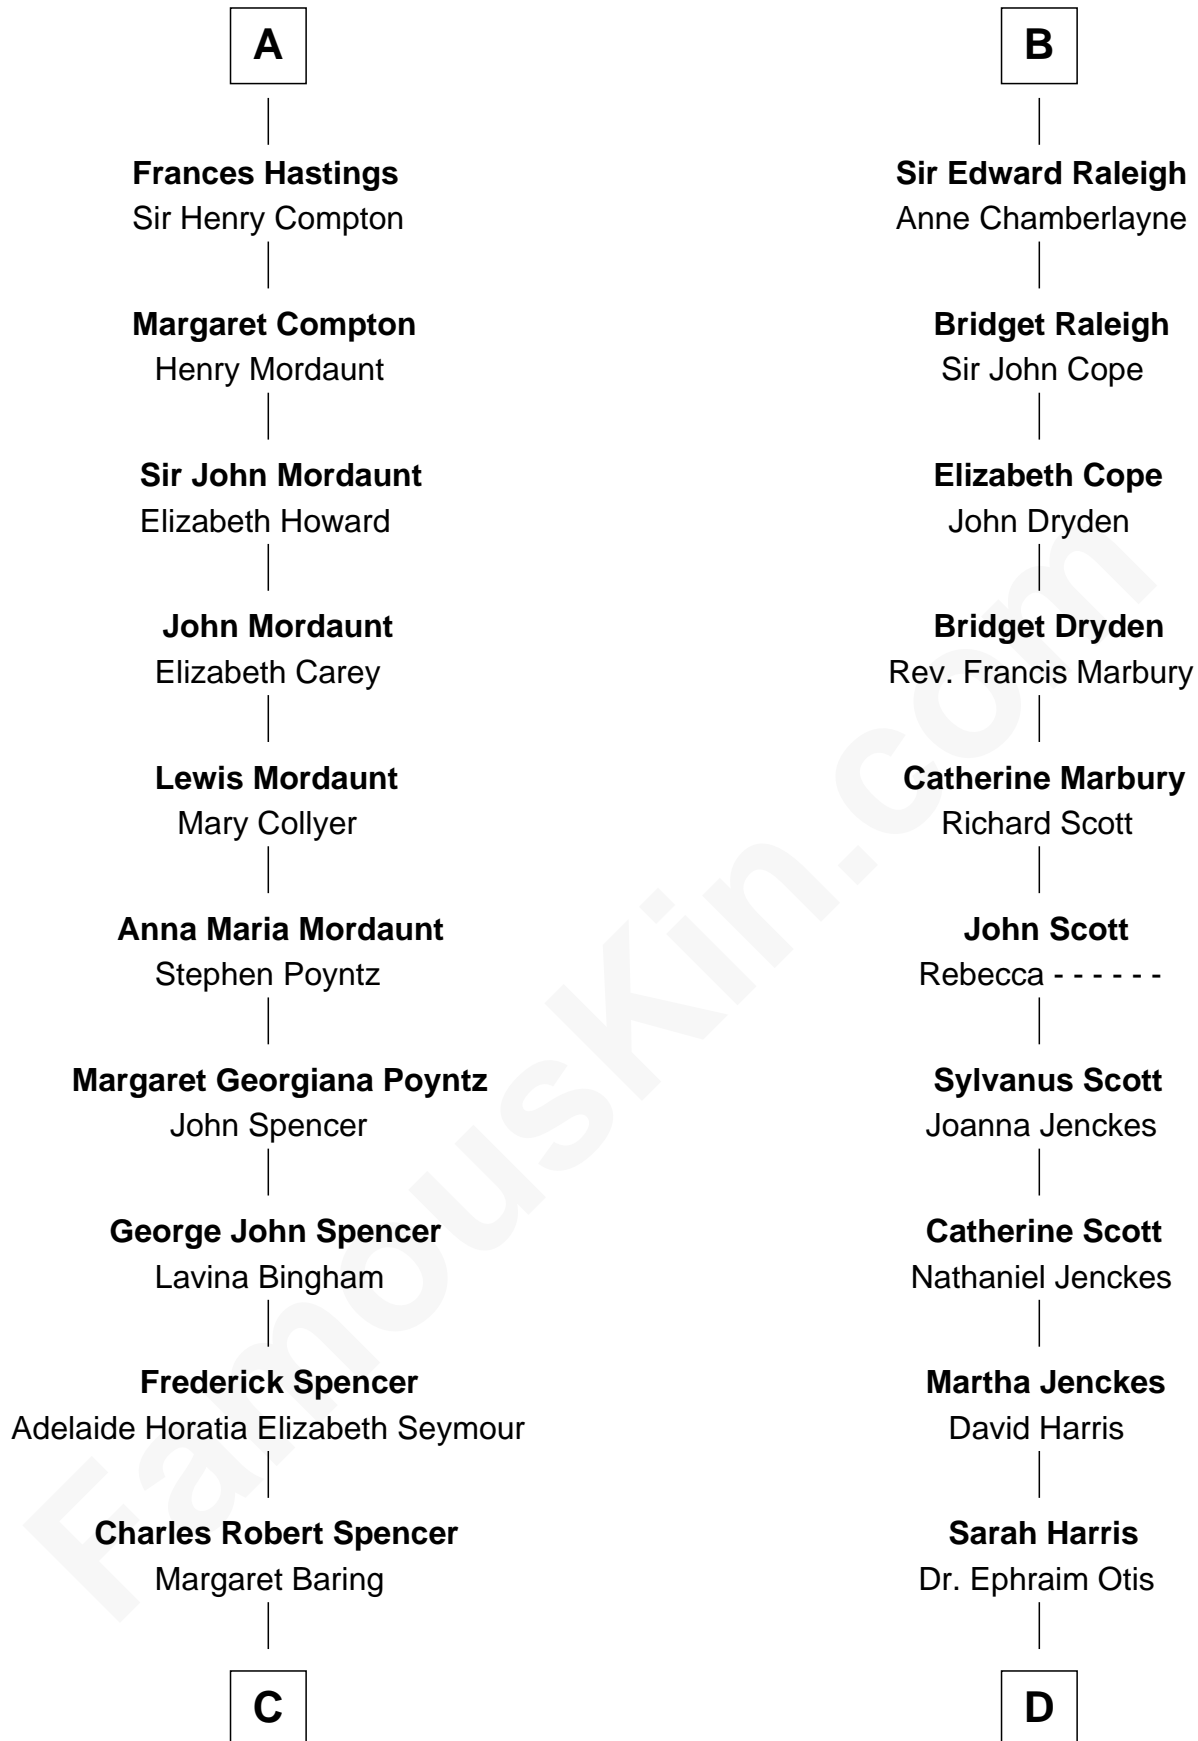 A
Frances Hastings
Sir Henry Compton
Margaret Compton
Henry Mordaunt
Sir John Mordaunt
Elizabeth Howard
John Mordaunt
Elizabeth Carey
Lewis Mordaunt
Mary Collyer
Anna Maria Mordaunt
Stephen Poyntz
Margaret Georgiana Poyntz
John Spencer
George John Spencer
Lavina Bingham
Frederick Spencer
Adelaide Horatia Elizabeth Seymour
Charles Robert Spencer
Margaret Baring
C
B
Sir Edward Raleigh
Anne Chamberlayne
Bridget Raleigh
Sir John Cope
Elizabeth Cope
John Dryden
Bridget Dryden
Rev. Francis Marbury
Catherine Marbury
Richard Scott
John Scott
Rebecca - - - - - -
Sylvanus Scott
Joanna Jenckes
Catherine Scott
Nathaniel Jenckes
Martha Jenckes
David Harris
Sarah Harris
Dr. Ephraim Otis
D
FamousKin.com